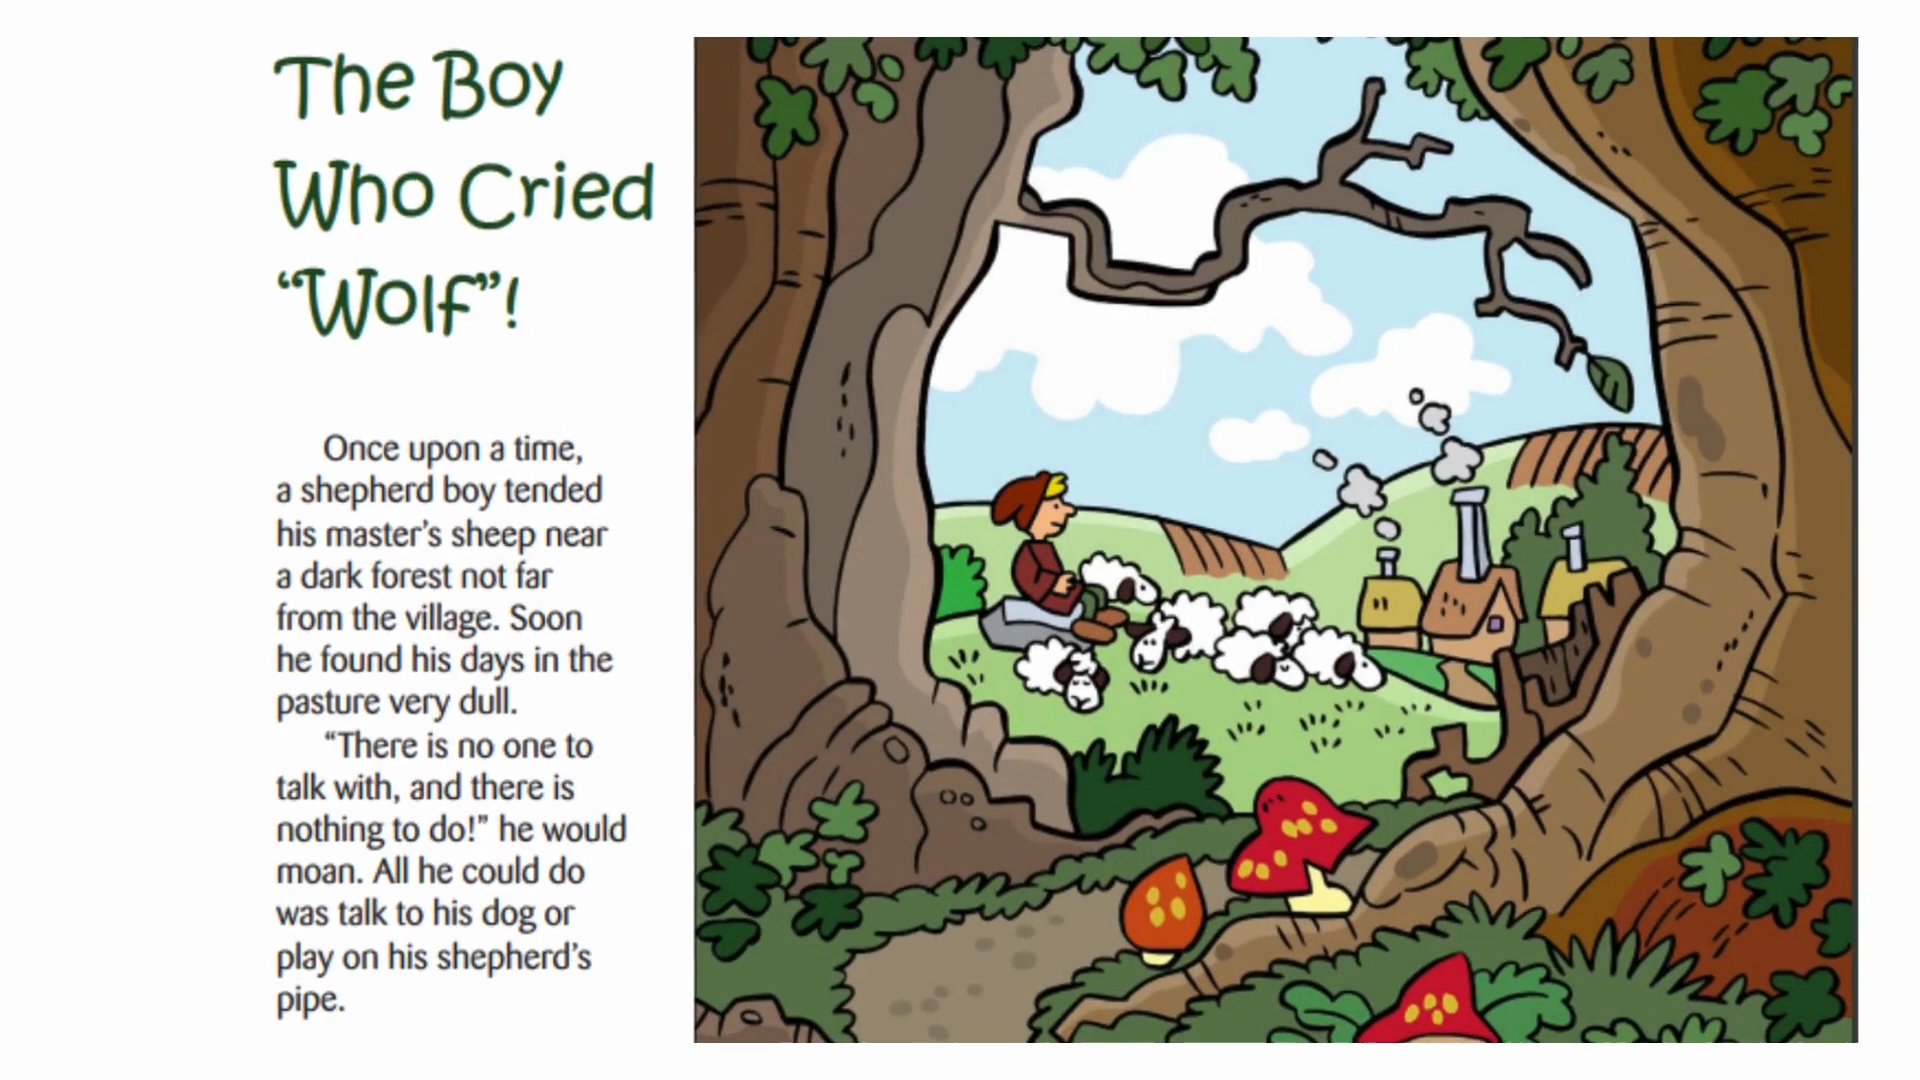 The Boy
Who Cried
“Wolf”!
Once upon a time,
a shepherd boy tended
his master’s sheep near
a dark forest not far
from the village. Soon
he found his days in the
pasture very dull.
“There is no one to
talk with, and there is
nothing to do!” he would
moan. All he could do
was talk to his dog or
play on his shepherd’s
pipe.